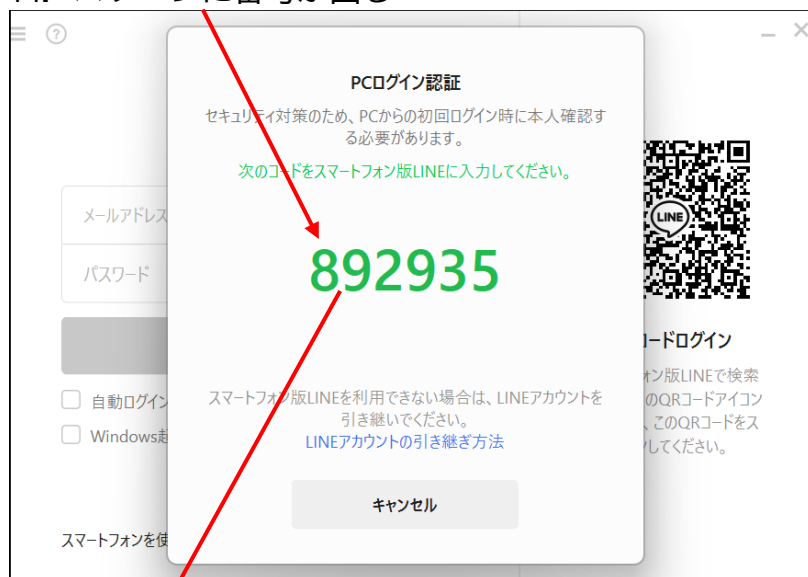 PCログイン認証
セキュリティ対策のため、PCからの初回ログイン時に本人確認す
る必要があります。
次のコードをスマートフォン版LINEに入力してください。
892935
スマートフォン版LINEを利用できない場合は、LINEアカウントを
引き継いでください。
LINEアカウントの引き継ぎ方法
キャンセル
メールアドレス
パスワード
自動ログイン
Windows起
スマートフォンを使
LINE
コードログイン
ォン版LINEで検索
のQRコードアイコン
、このQRコードをス
ンしてください。